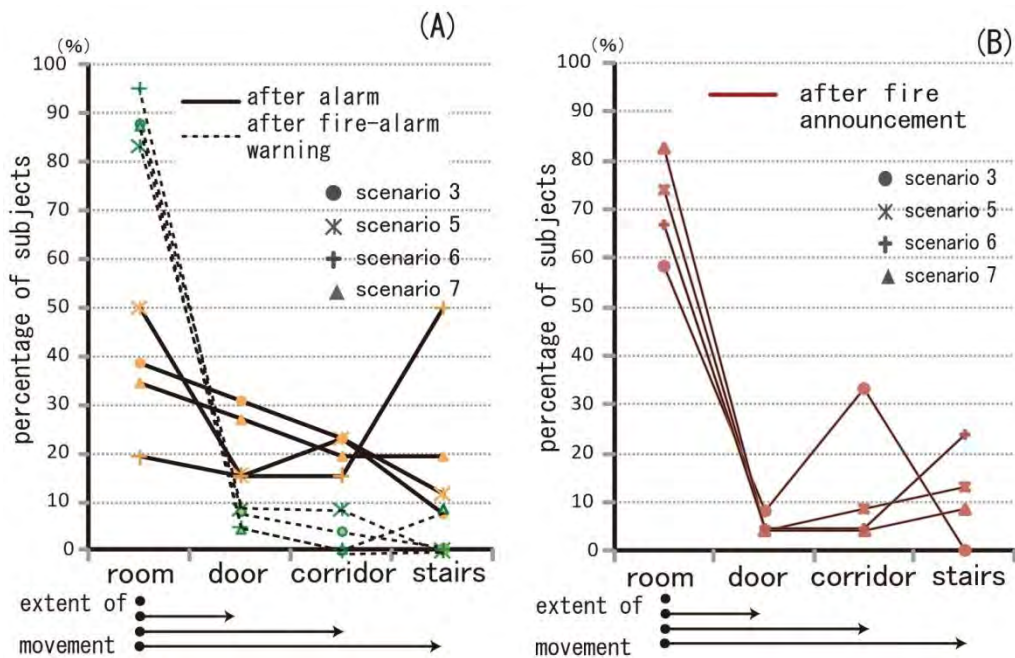 (A)
(%)
100
90
80
70
60
50
40
30
20
10
0
percentage of subjects
after alarm
after fire-alarm
warning
scenario 3
scenario 5
scenario 6
scenario 7
room door corridor stairs
extent of
movement
(B)
(%)
100
90
80
70
60
50
40
30
20
10
0
percentage of subjects
after fire
announcement
scenario 3
scenario 5
scenario 6
scenario 7
room door corridor stairs
extent of
movement